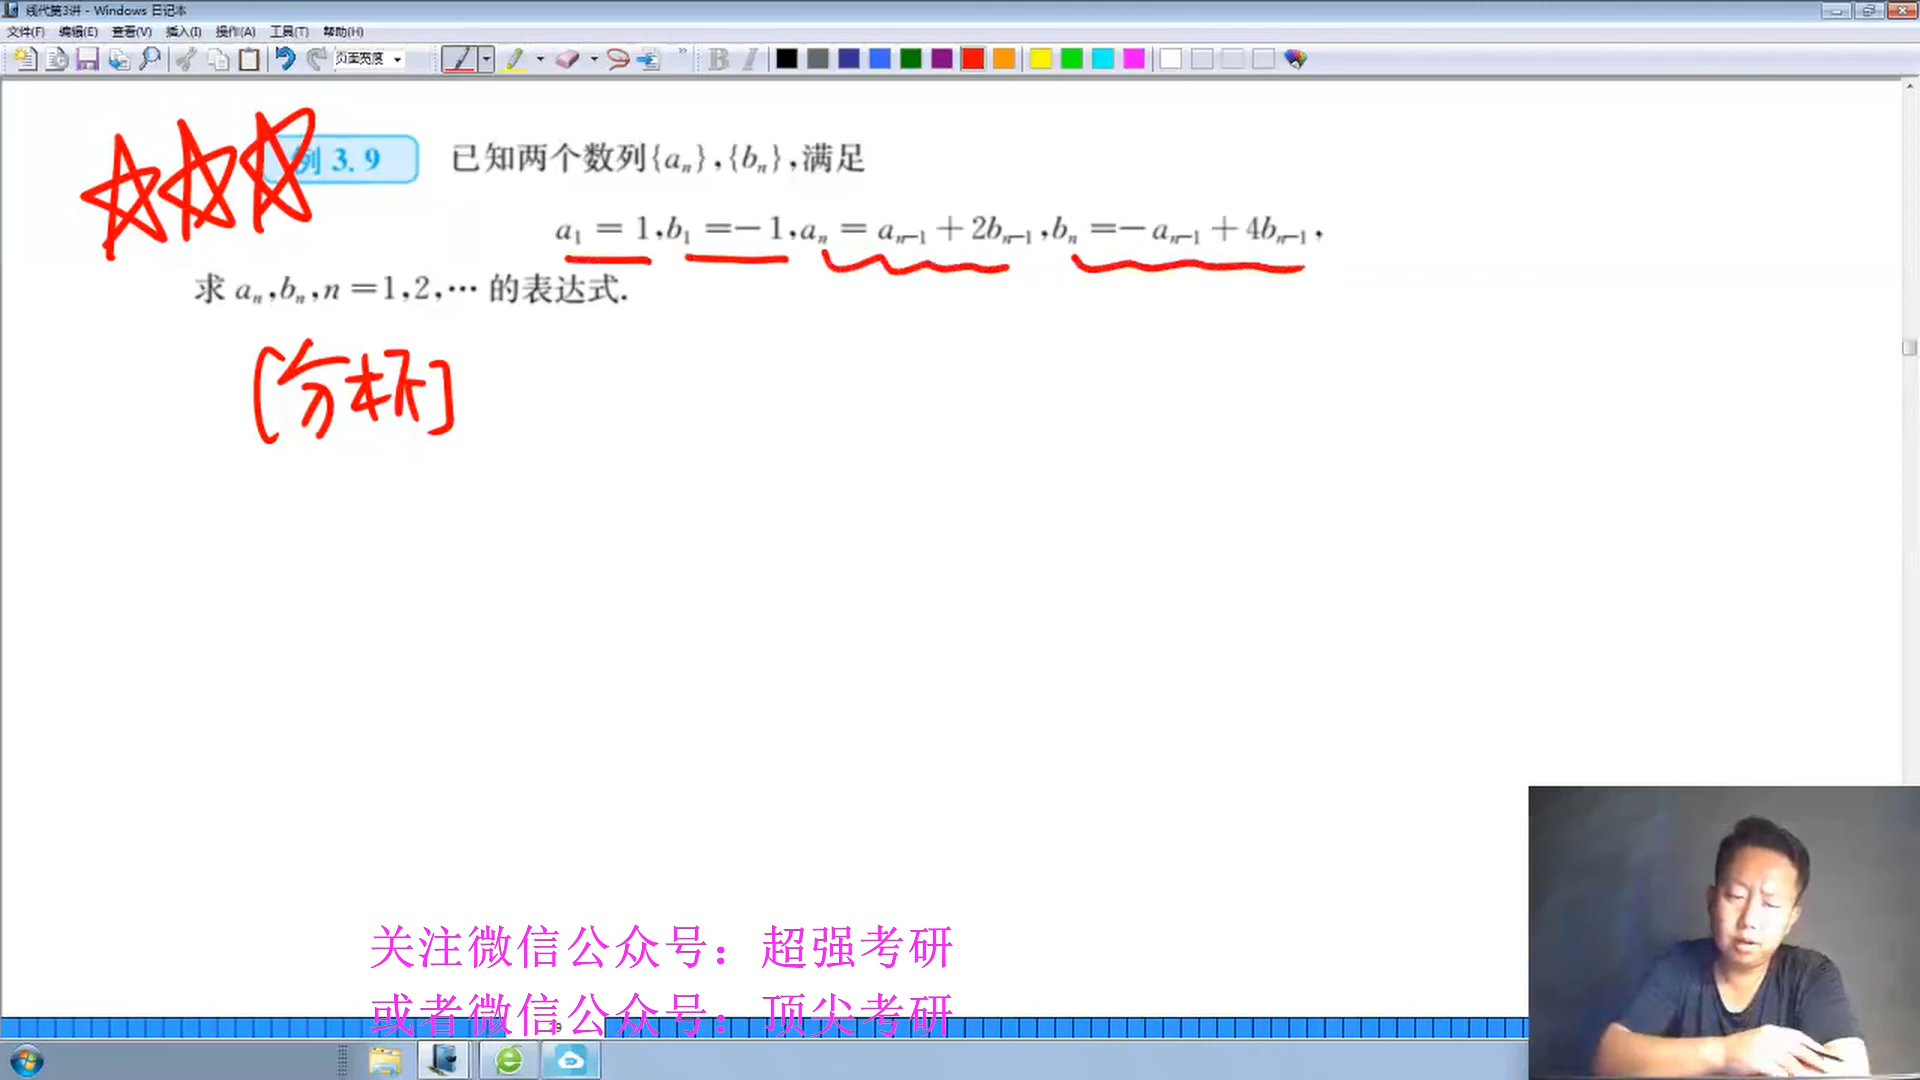 线代第3讲 - Windows 日记本
文件(F) 编辑(E) 查看(V) 插入(I) 操作(A) 工具(T) 帮助(H)
页面宽度
例 3.9 已知两个数列{aₙ},{bₙ},满足
a₁ = 1,b₁ = −1,aₙ = aₙ₋₁ + 2bₙ₋₁,bₙ = −aₙ₋₁ + 4bₙ₋₁,
求 aₙ,bₙ,n = 1,2,⋯ 的表达式.
[分析]
关注微信公众号：超强考研
或者微信公众号：顶尖考研